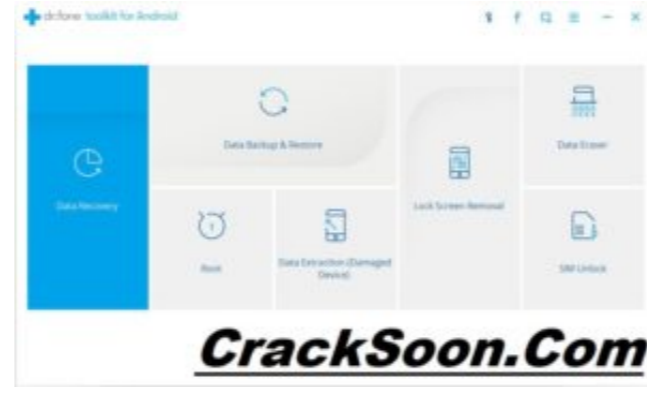 dr.fone toolkit for Android
Data Backup & Restore
Data Eraser
Data Recovery
Lock Screen Removal
Root
Data Extraction (Damaged
Device)
SIM Unlock
CrackSoon.Com